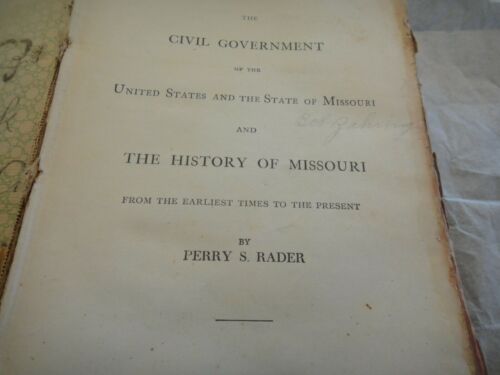 THE
CIVIL GOVERNMENT
OF THE
UNITED STATES AND THE STATE OF MISSOURI
AND
THE HISTORY OF MISSOURI
FROM THE EARLIEST TIMES TO THE PRESENT
BY
PERRY S. RADER